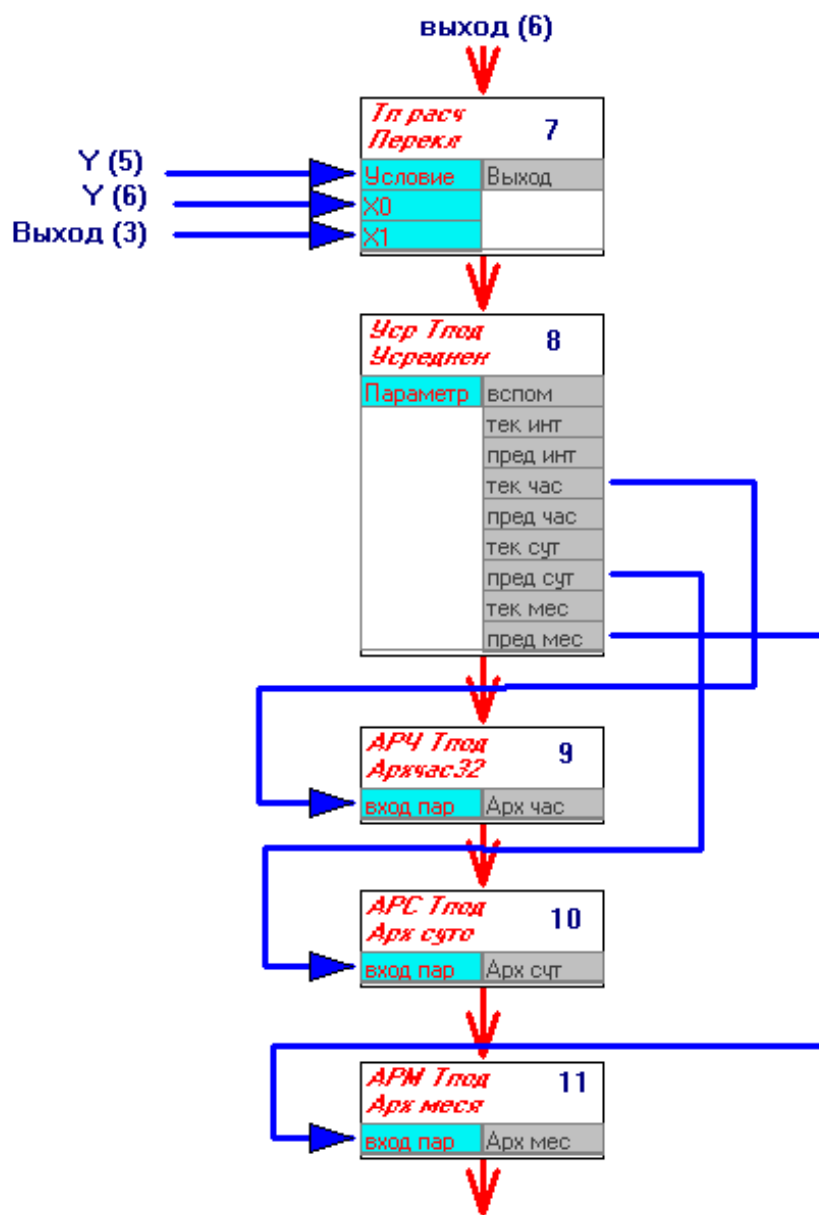 выход (6)
Тп расч
Перекл
7
Y (5)
Условие
Выход
Y (6)
X0
Выход (3)
X1
Уср Тпод
Усреднен
8
Параметр
вспом
тек инт
пред инт
тек час
пред час
тек сут
пред сут
тек мес
пред мес
АРЧ Тпод
Архчас32
9
вход пар
Арх час
АРС Тпод
Арх суто
10
вход пар
Арх сут
АРМ Тпод
Арх меся
11
вход пар
Арх мес